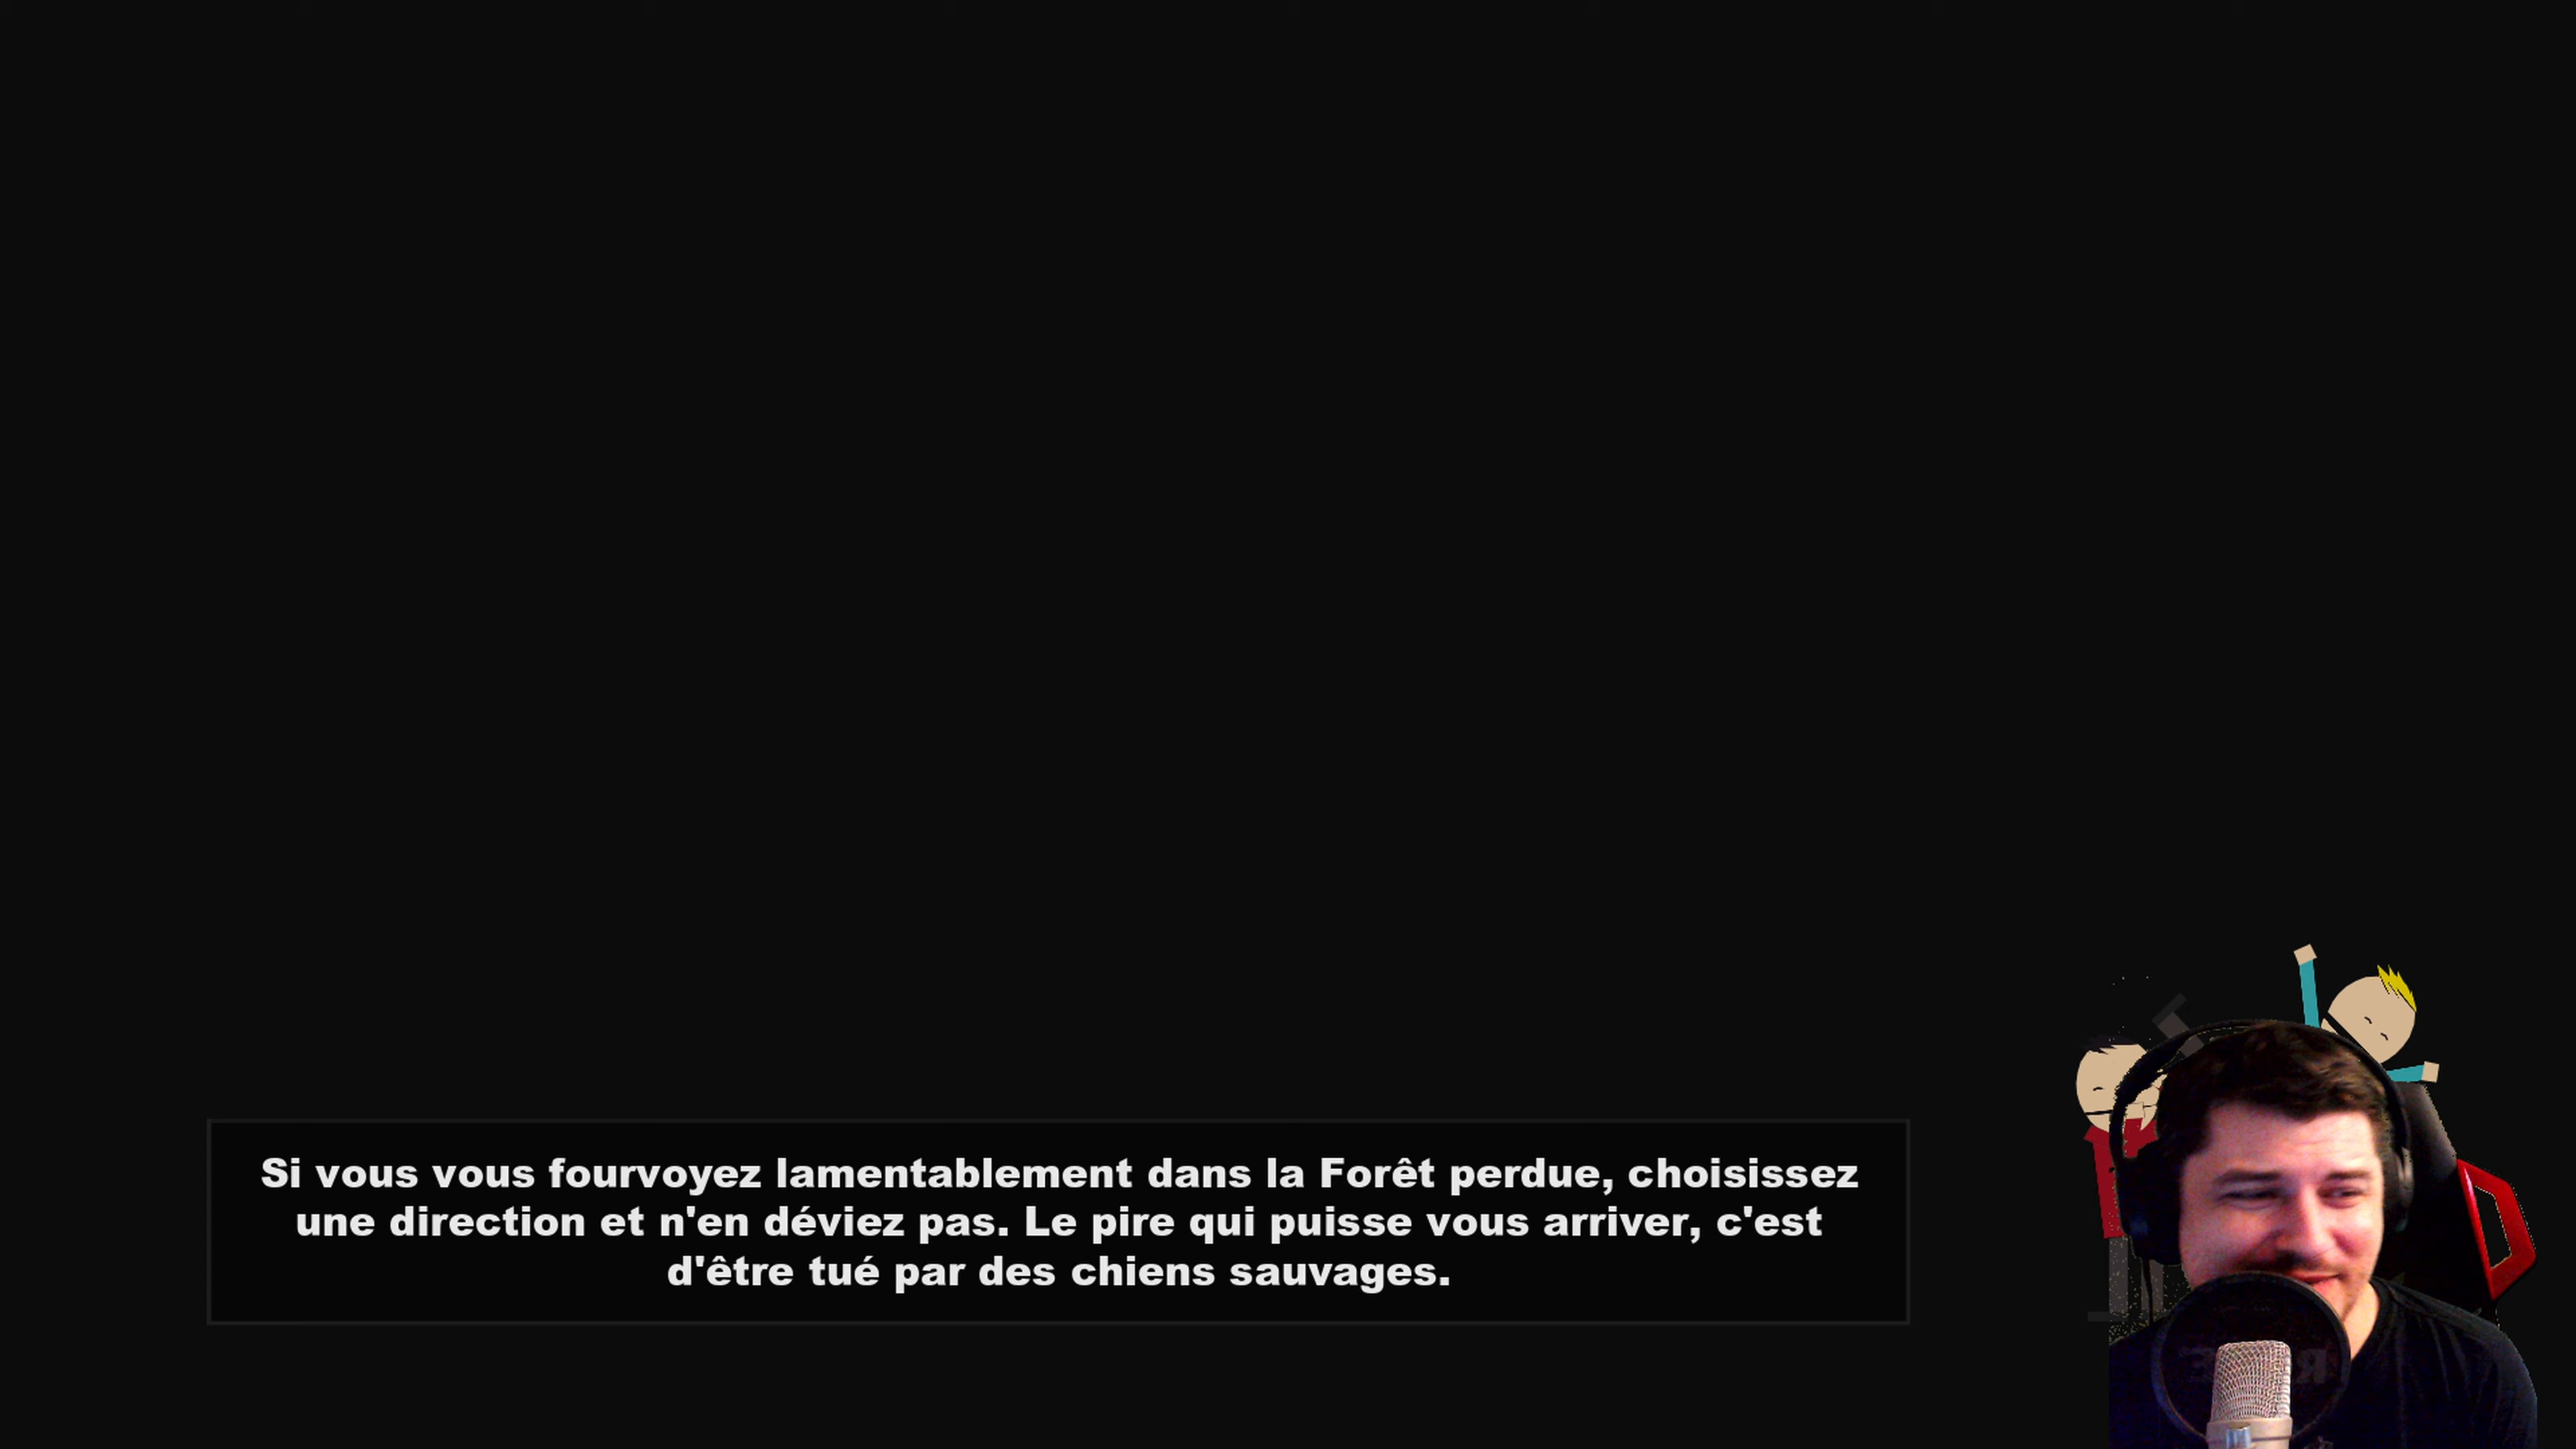 Si vous vous fourvoyez lamentablement dans la Forêt perdue, choisissez
une direction et n'en déviez pas. Le pire qui puisse vous arriver, c'est
d'être tué par des chiens sauvages.